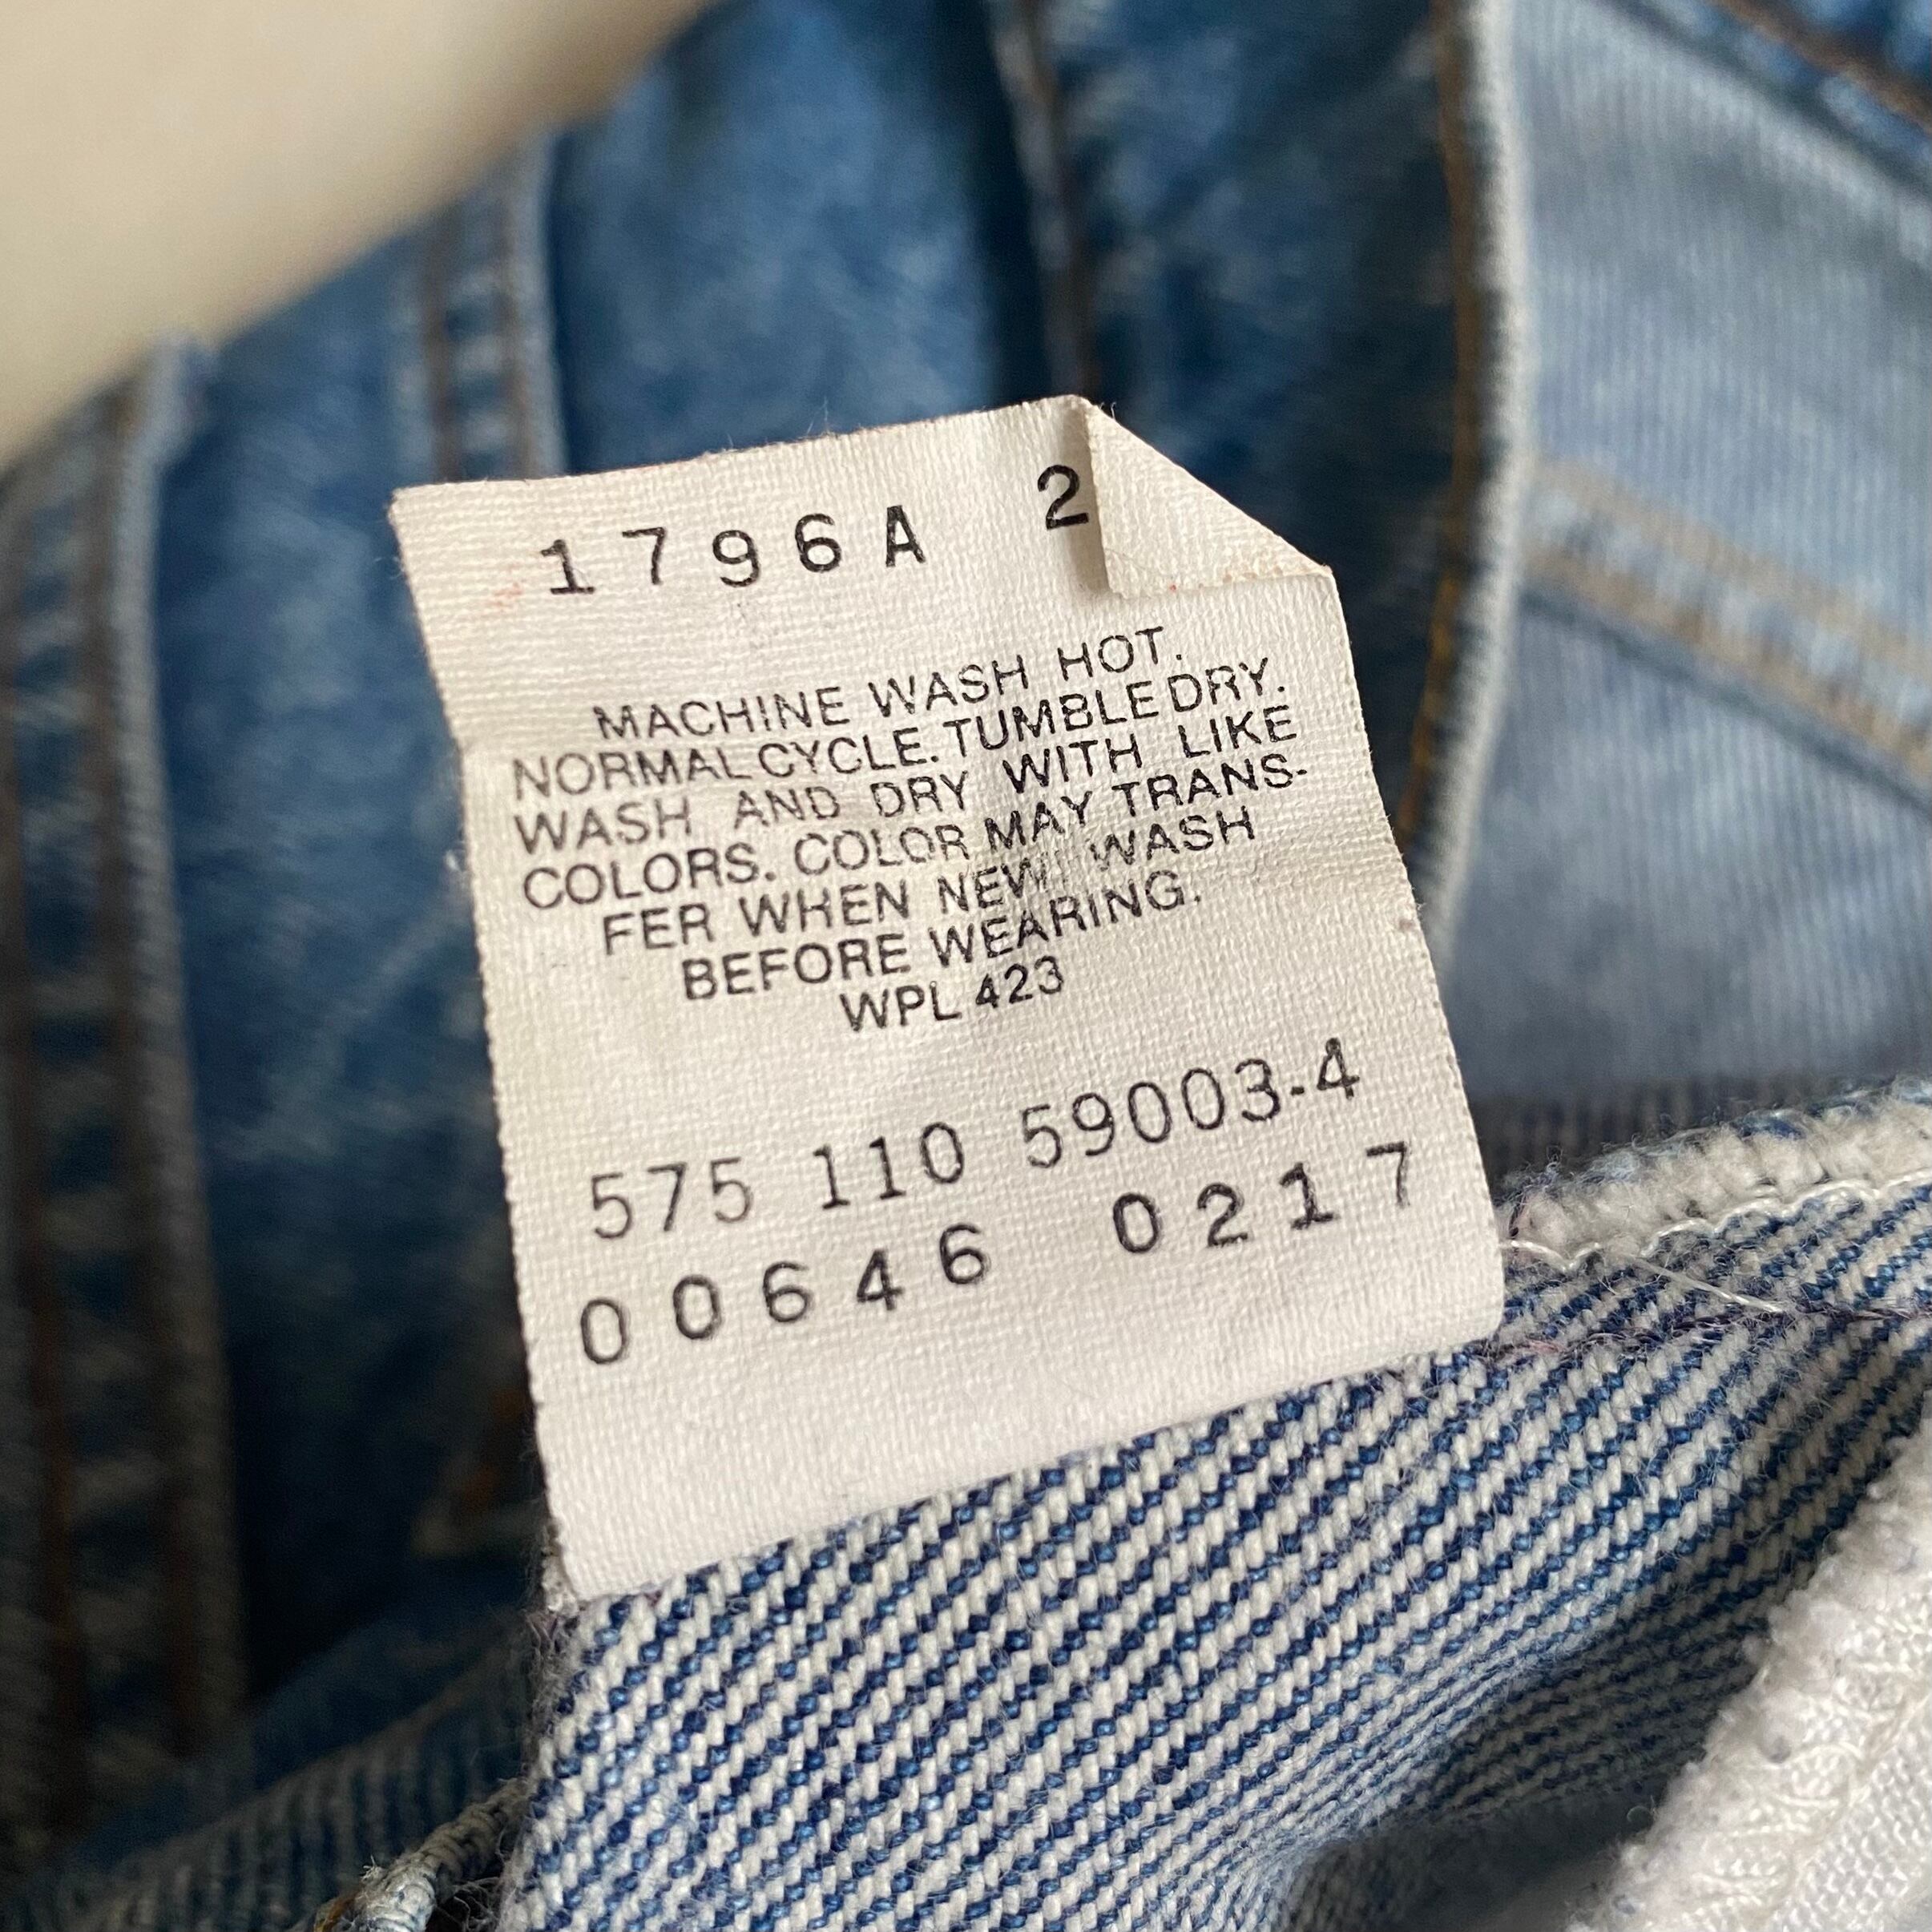 1796A 2
MACHINE WASH HOT.
NORMAL CYCLE. TUMBLE DRY.
WASH AND DRY WITH LIKE
COLORS. COLOR MAY TRANS-
FER WHEN NEW. WASH
BEFORE WEARING.
WPL 423
575 110 59003-4
00646 0217